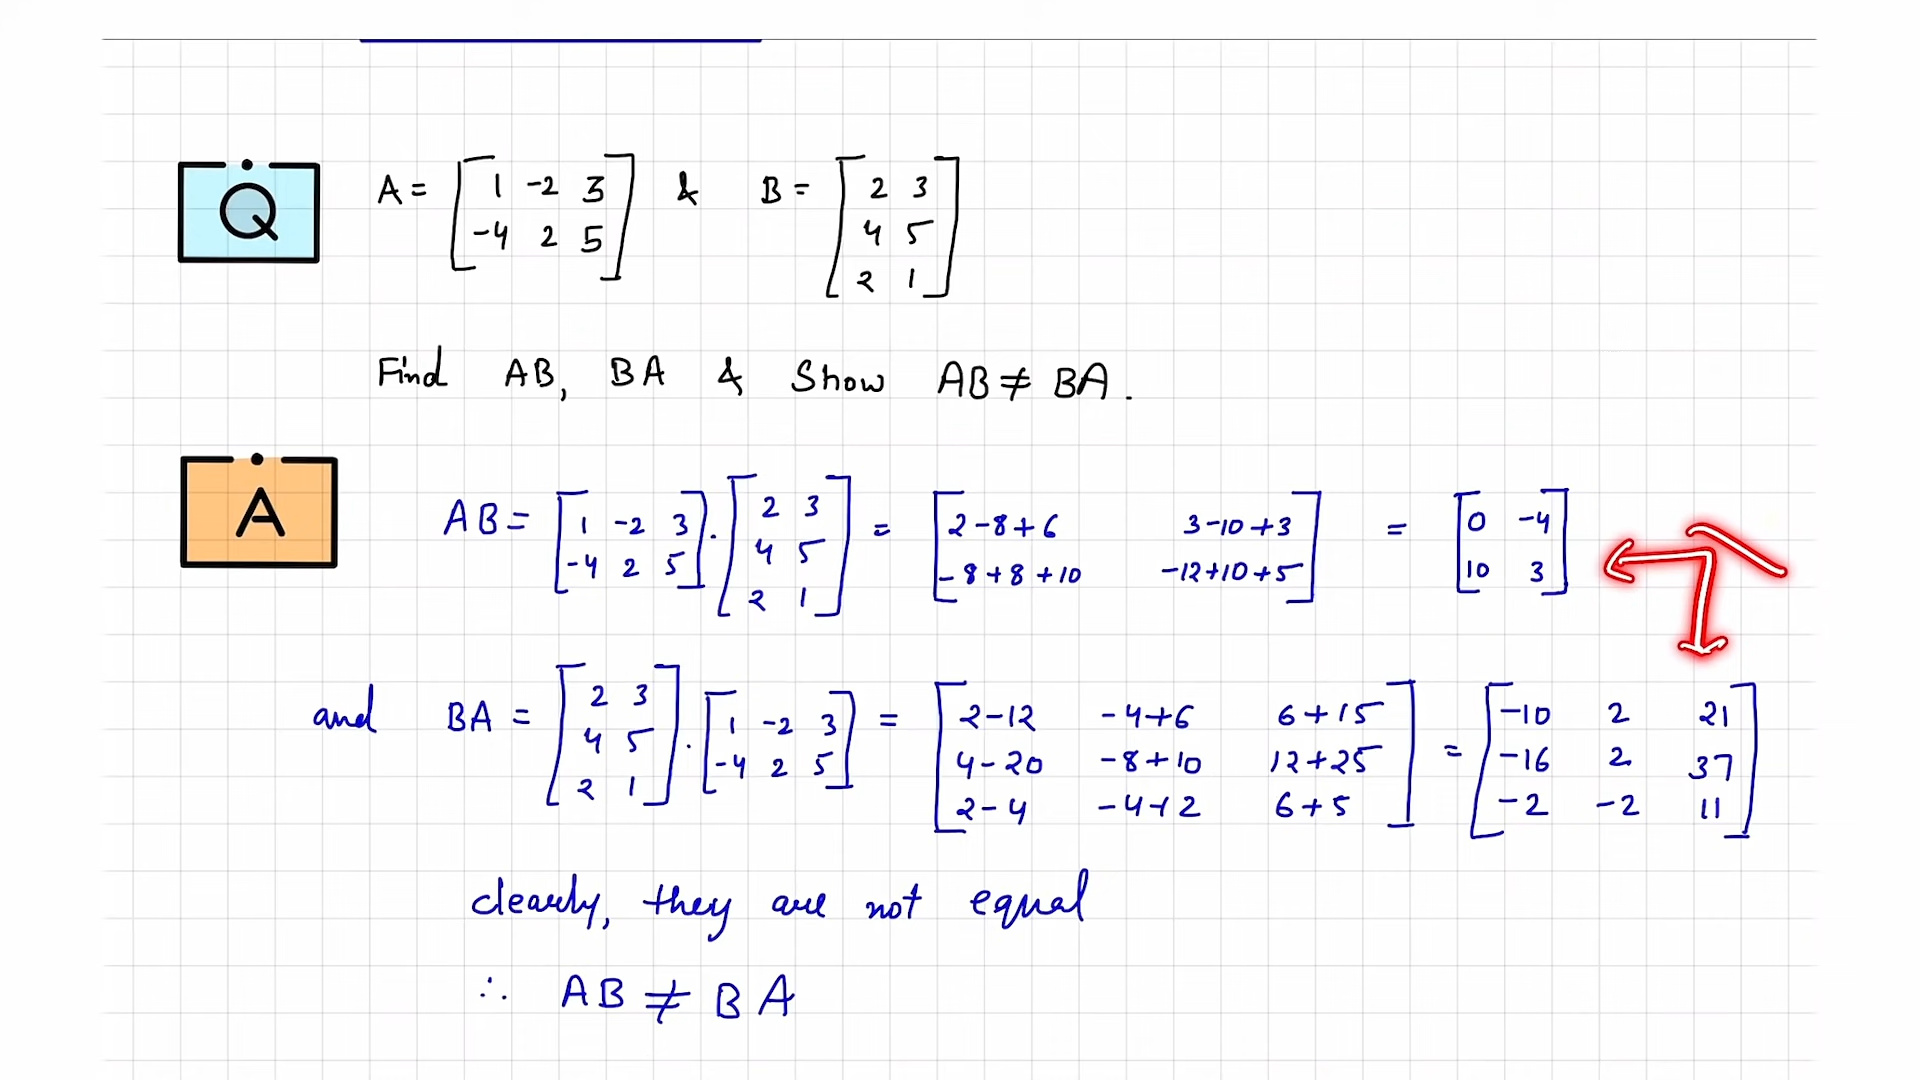 Q
A = [1 -2 3
-4 2 5] & B = [2 3
4 5
2 1]
Find AB, BA & Show AB ≠ BA.
A
AB = [1 -2 3
-4 2 5] . [2 3
4 5
2 1] = [2-8+6 3-10+3
-8+8+10 -12+10+5] = [0 -4
10 3]
and BA = [2 3
4 5
2 1] . [1 -2 3
-4 2 5] = [2-12 -4+6 6+15
4-20 -8+10 12+25
2-4 -4+2 6+5] = [-10 2 21
-16 2 37
-2 -2 11]
clearly, they are not equal
∴ AB ≠ BA